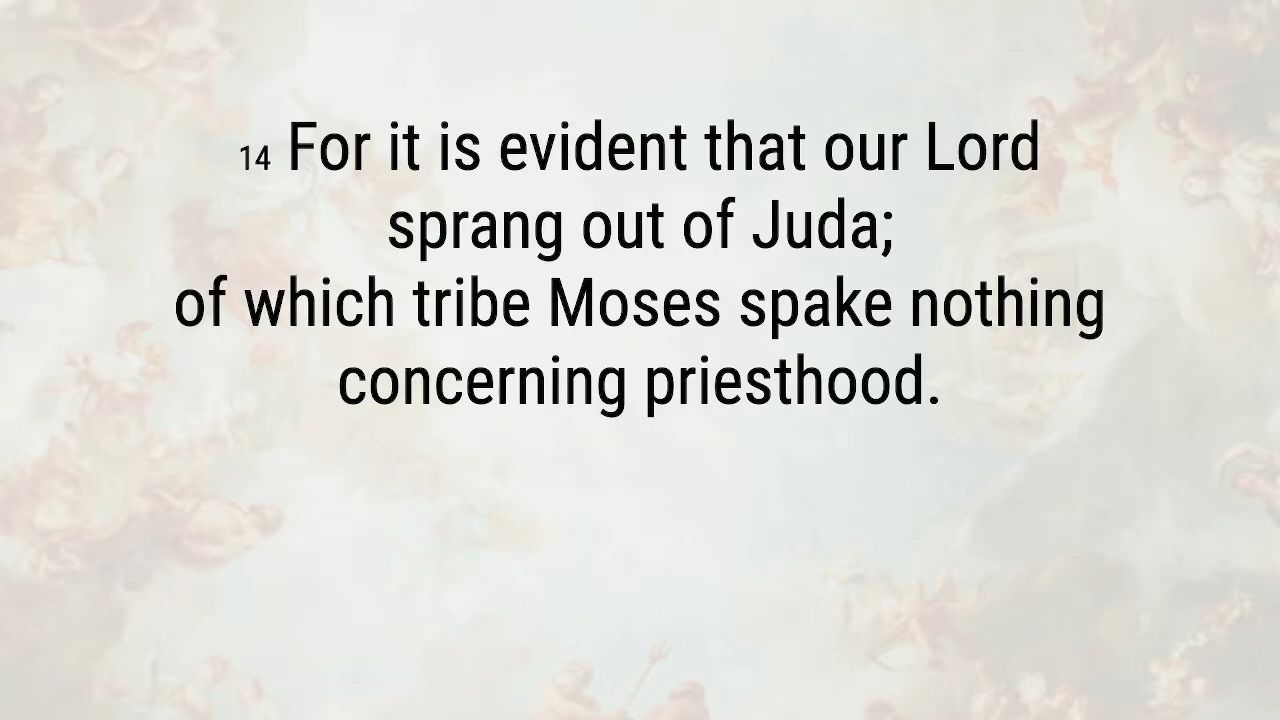 14 For it is evident that our Lord
sprang out of Juda;
of which tribe Moses spake nothing
concerning priesthood.